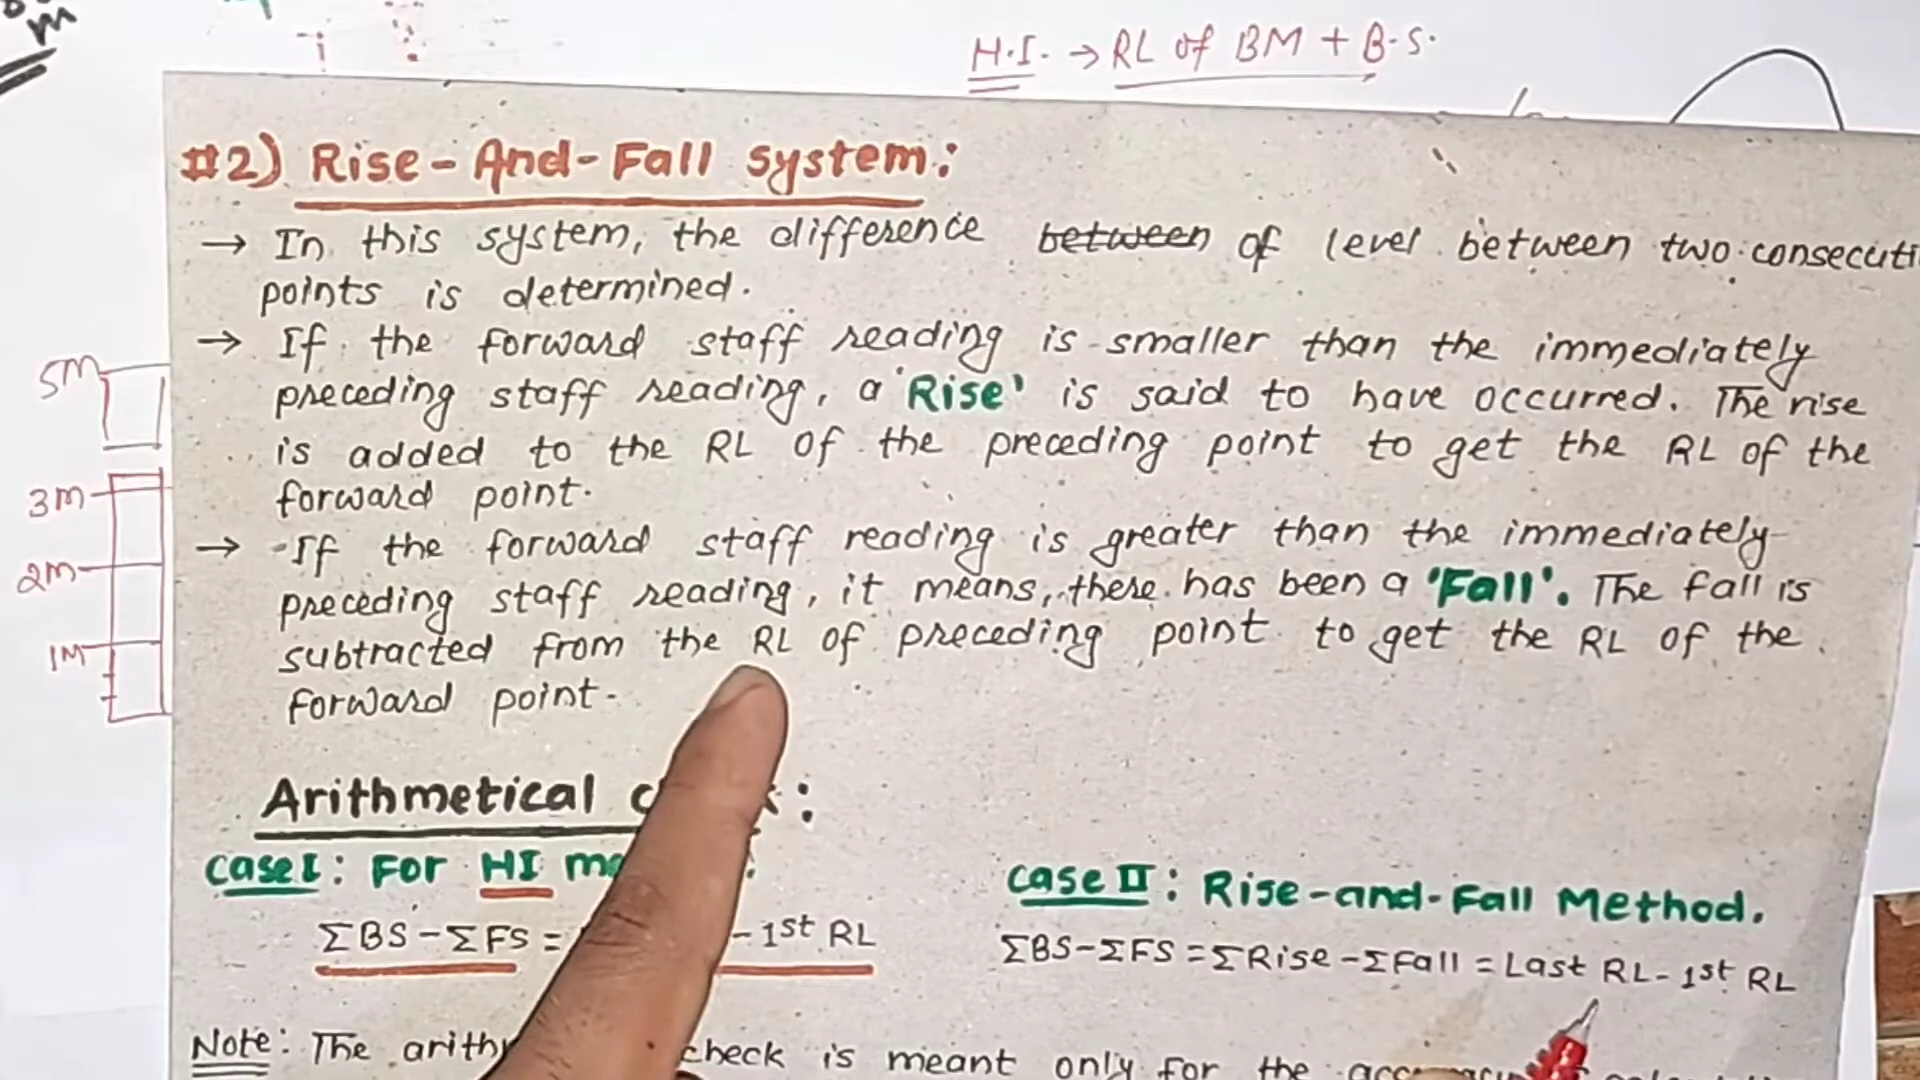 m
H.I. → RL of BM + B.S.
#2) Rise-And-Fall system:
→ In this system, the difference between of level between two consecuti
points is determined.
→ If the forward staff reading is smaller than the immediately
preceding staff reading, a 'Rise' is said to have occurred. The rise
is added to the RL of the preceding point to get the RL of the
forward point.
→ If the forward staff reading is greater than the immediately
preceding staff reading, it means, there has been a 'Fall'. The fall is
subtracted from the RL of preceding point to get the RL of the
forward point.
5M
3M
2M
1M
Arithmetical
Case I: For HI
ΣBS-ΣFS = - 1st RL
Case II: Rise-and-Fall Method.
ΣBS-ΣFS = ΣRise-ΣFall = Last RL- 1st RL
Note: The check is meant only for the